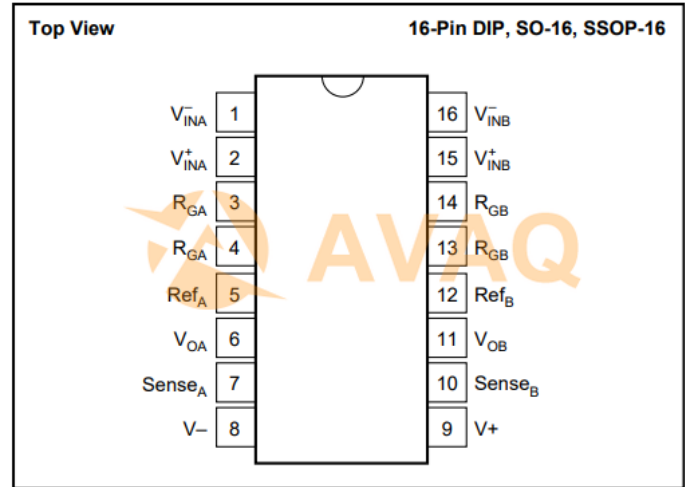 Top View 16-Pin DIP, SO-16, SSOP-16
V⁻INA 1 16 V⁻INB
V⁺INA 2 15 V⁺INB
RGA 3 14 RGB
RGA 4 13 RGB
AVAQ
RefA 5 12 RefB
VOA 6 11 VOB
SenseA 7 10 SenseB
V– 8 9 V+